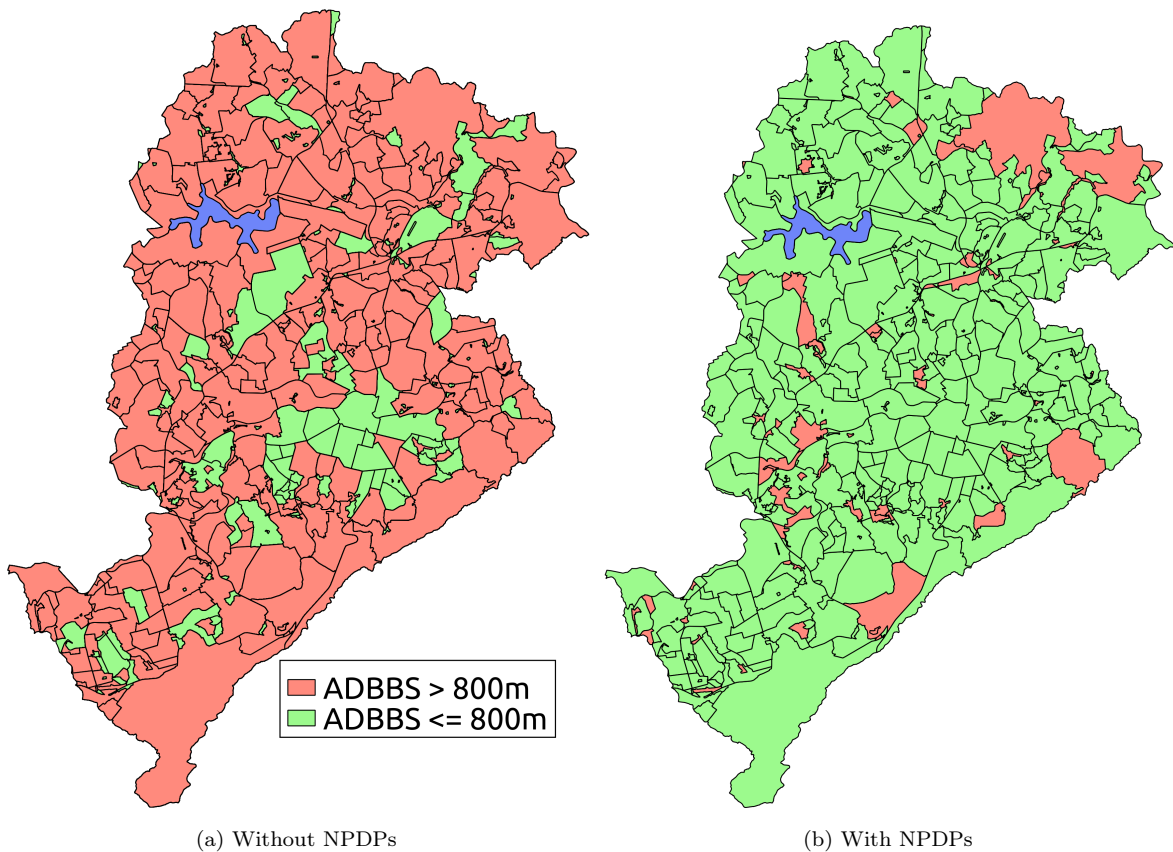 ADBBS > 800m
ADBBS <= 800m
(a) Without NPDPs
(b) With NPDPs